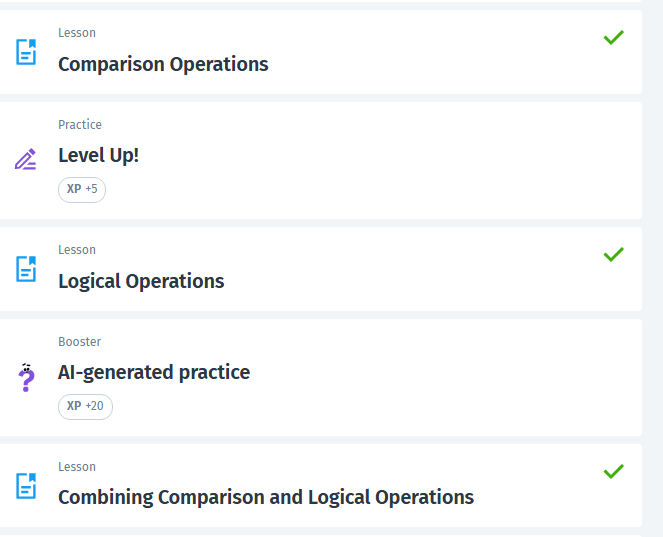 Lesson
Comparison Operations
Practice
Level Up!
XP +5
Lesson
Logical Operations
Booster
AI-generated practice
XP +20
Lesson
Combining Comparison and Logical Operations